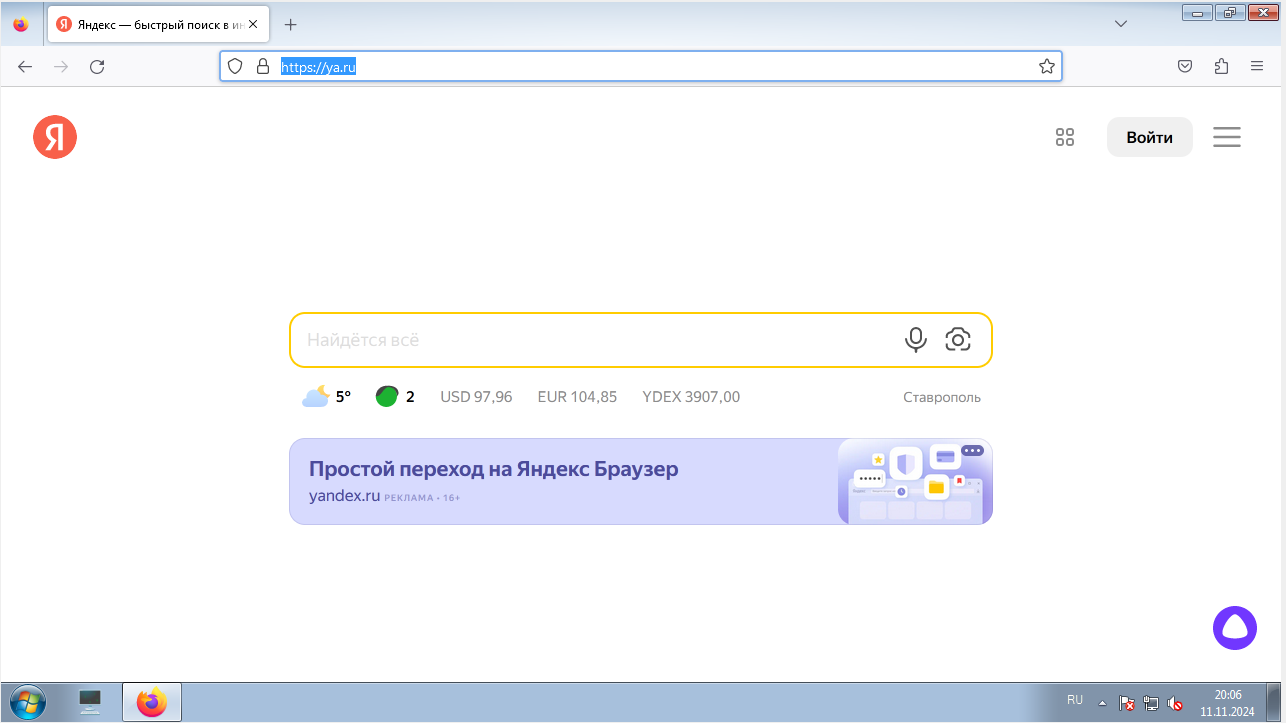 Яндекс — быстрый поиск в ин
https://ya.ru
Я
Войти
Найдётся всё
5°
2
USD 97,96
EUR 104,85
YDEX 3907,00
Ставрополь
Простой переход на Яндекс Браузер
yandex.ru РЕКЛАМА • 16+
RU
20:06
11.11.2024